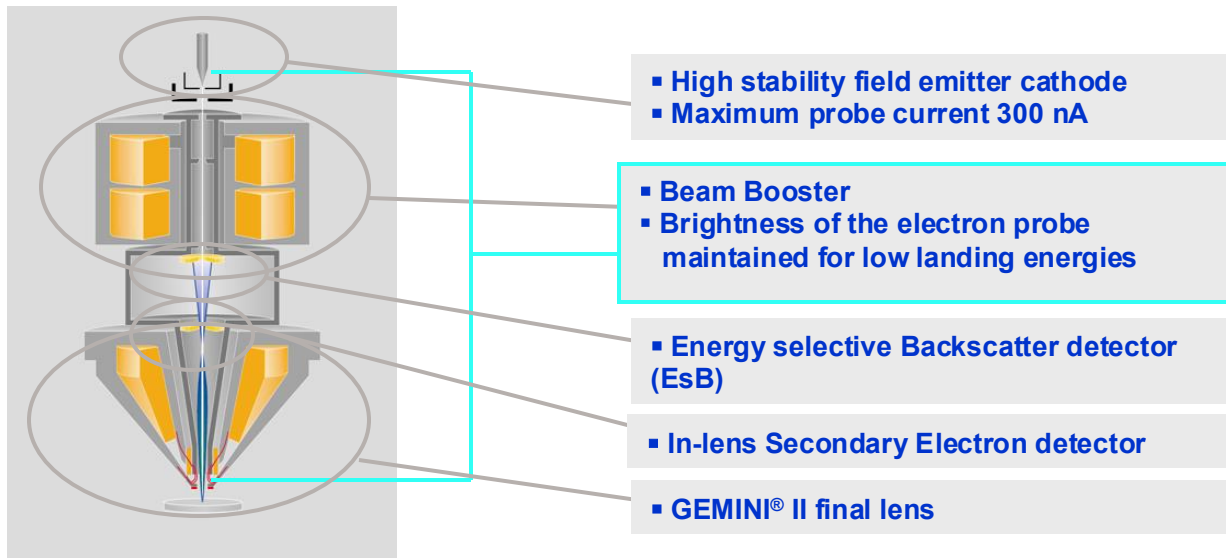 ▪ High stability field emitter cathode
▪ Maximum probe current 300 nA
▪ Beam Booster
▪ Brightness of the electron probe
maintained for low landing energies
▪ Energy selective Backscatter detector
(EsB)
▪ In-lens Secondary Electron detector
▪ GEMINI® II final lens